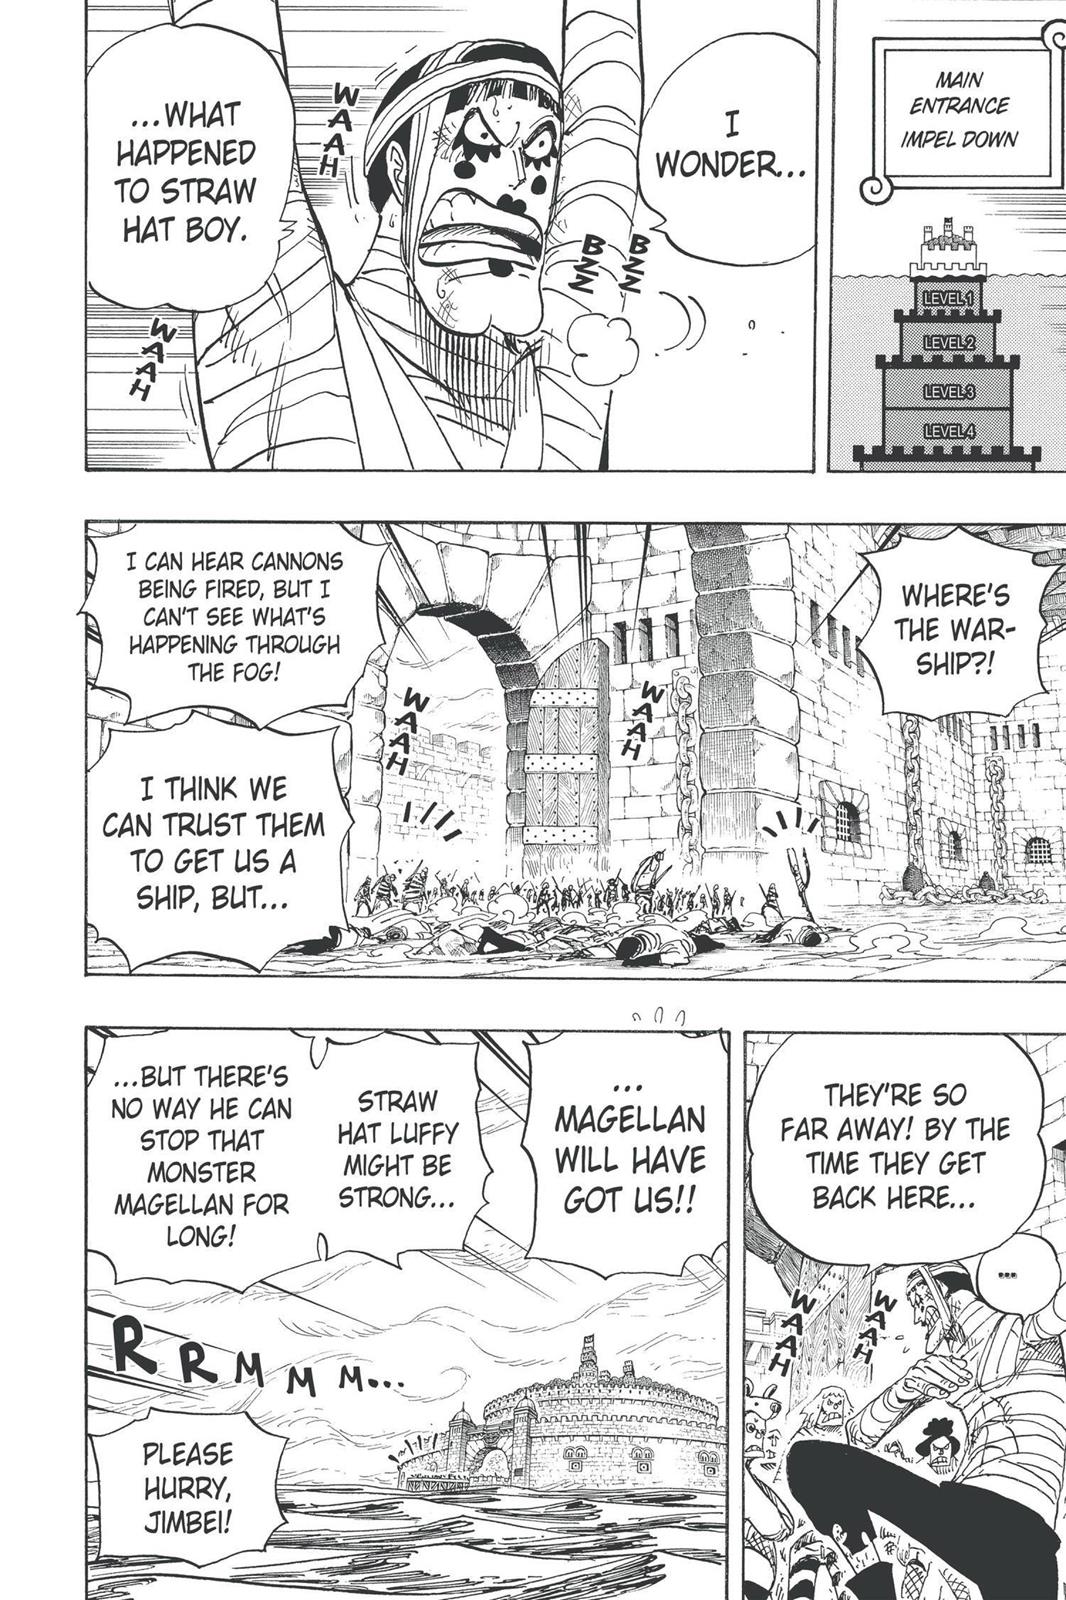 MAIN
ENTRANCE
IMPEL DOWN
LEVEL 1
LEVEL 2
LEVEL 3
LEVEL 4
I
WONDER...
BZZ
BZZ
WAAH
...WHAT
HAPPENED
TO STRAW
HAT BOY.
WAAH
WHERE'S
THE WAR-
SHIP?!
WAAH
WAAH
I CAN HEAR CANNONS
BEING FIRED, BUT I
CAN'T SEE WHAT'S
HAPPENING THROUGH
THE FOG!
I THINK WE
CAN TRUST THEM
TO GET US A
SHIP, BUT...
THEY'RE SO
FAR AWAY! BY THE
TIME THEY GET
BACK HERE...
...
WAAH
WAAH
...
MAGELLAN
WILL HAVE
GOT US!!
STRAW
HAT LUFFY
MIGHT BE
STRONG...
...BUT THERE'S
NO WAY HE CAN
STOP THAT
MONSTER
MAGELLAN FOR
LONG!
RRMMM...
PLEASE
HURRY,
JIMBEI!